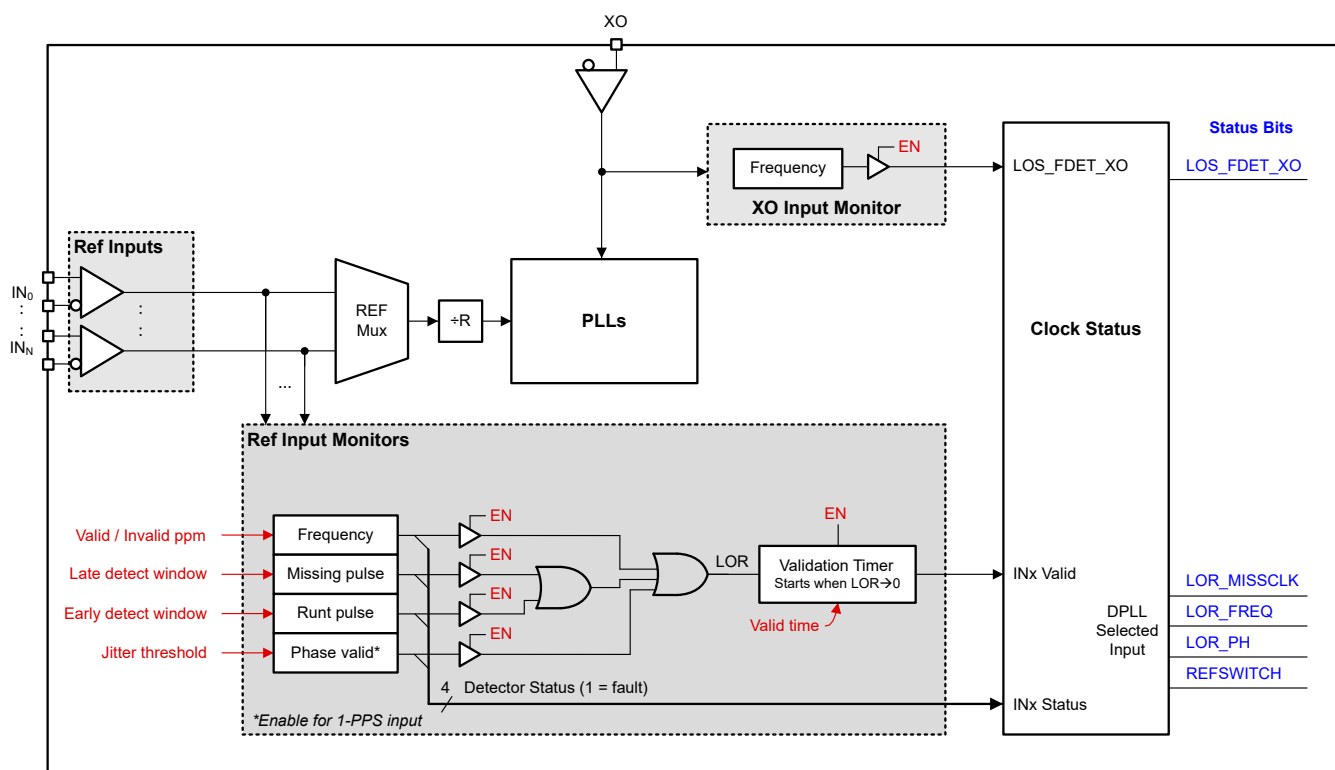 XO
Status Bits
EN
Frequency
LOS_FDET_XO
LOS_FDET_XO
XO Input Monitor
Ref Inputs
IN0
:
:
INN
:
:
REF
Mux
÷R
PLLs
Clock Status
...
Ref Input Monitors
Valid / Invalid ppm
Frequency
EN
Late detect window
Missing pulse
EN
Early detect window
Runt pulse
EN
Jitter threshold
Phase valid*
EN
LOR
EN
Validation Timer
Starts when LOR→0
Valid time
INx Valid
DPLL
Selected
Input
LOR_MISSCLK
LOR_FREQ
LOR_PH
REFSWITCH
4 Detector Status (1 = fault)
INx Status
*Enable for 1-PPS input